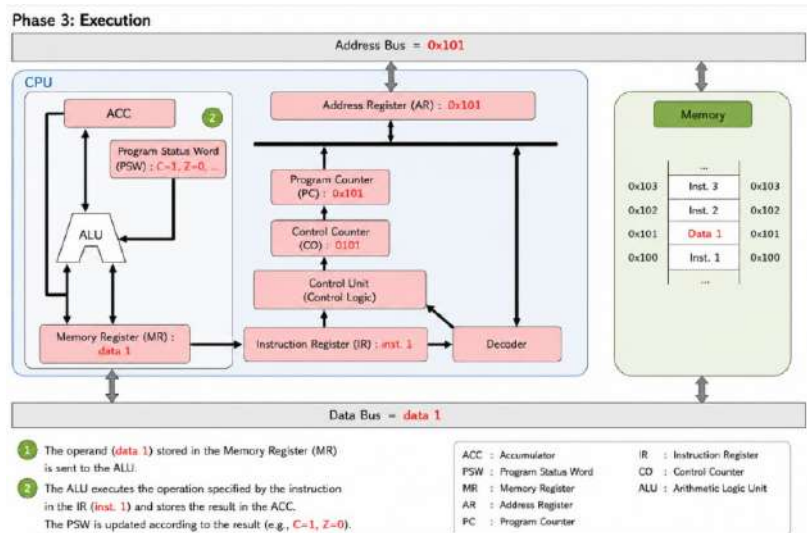 Phase 3: Execution
Address Bus = 0x101
CPU
ACC
2
Program Status Word
(PSW) : C=1, Z=0, ...
ALU
Memory Register (MR) :
data 1
Address Register (AR) : 0x101
Program Counter
(PC) : 0x101
Control Counter
(CO) : 0101
Control Unit
(Control Logic)
Instruction Register (IR) : inst. 1
Decoder
Memory
...
0x103 Inst. 3 0x103
0x102 Inst. 2 0x102
0x101 Data 1 0x101
0x100 Inst. 1 0x100
...
Data Bus = data 1
1 The operand (data 1) stored in the Memory Register (MR)
is sent to the ALU.
2 The ALU executes the operation specified by the instruction
in the IR (inst. 1) and stores the result in the ACC.
The PSW is updated according to the result (e.g., C=1, Z=0).
ACC : Accumulator
PSW : Program Status Word
MR : Memory Register
AR : Address Register
PC : Program Counter
IR : Instruction Register
CO : Control Counter
ALU : Arithmetic Logic Unit